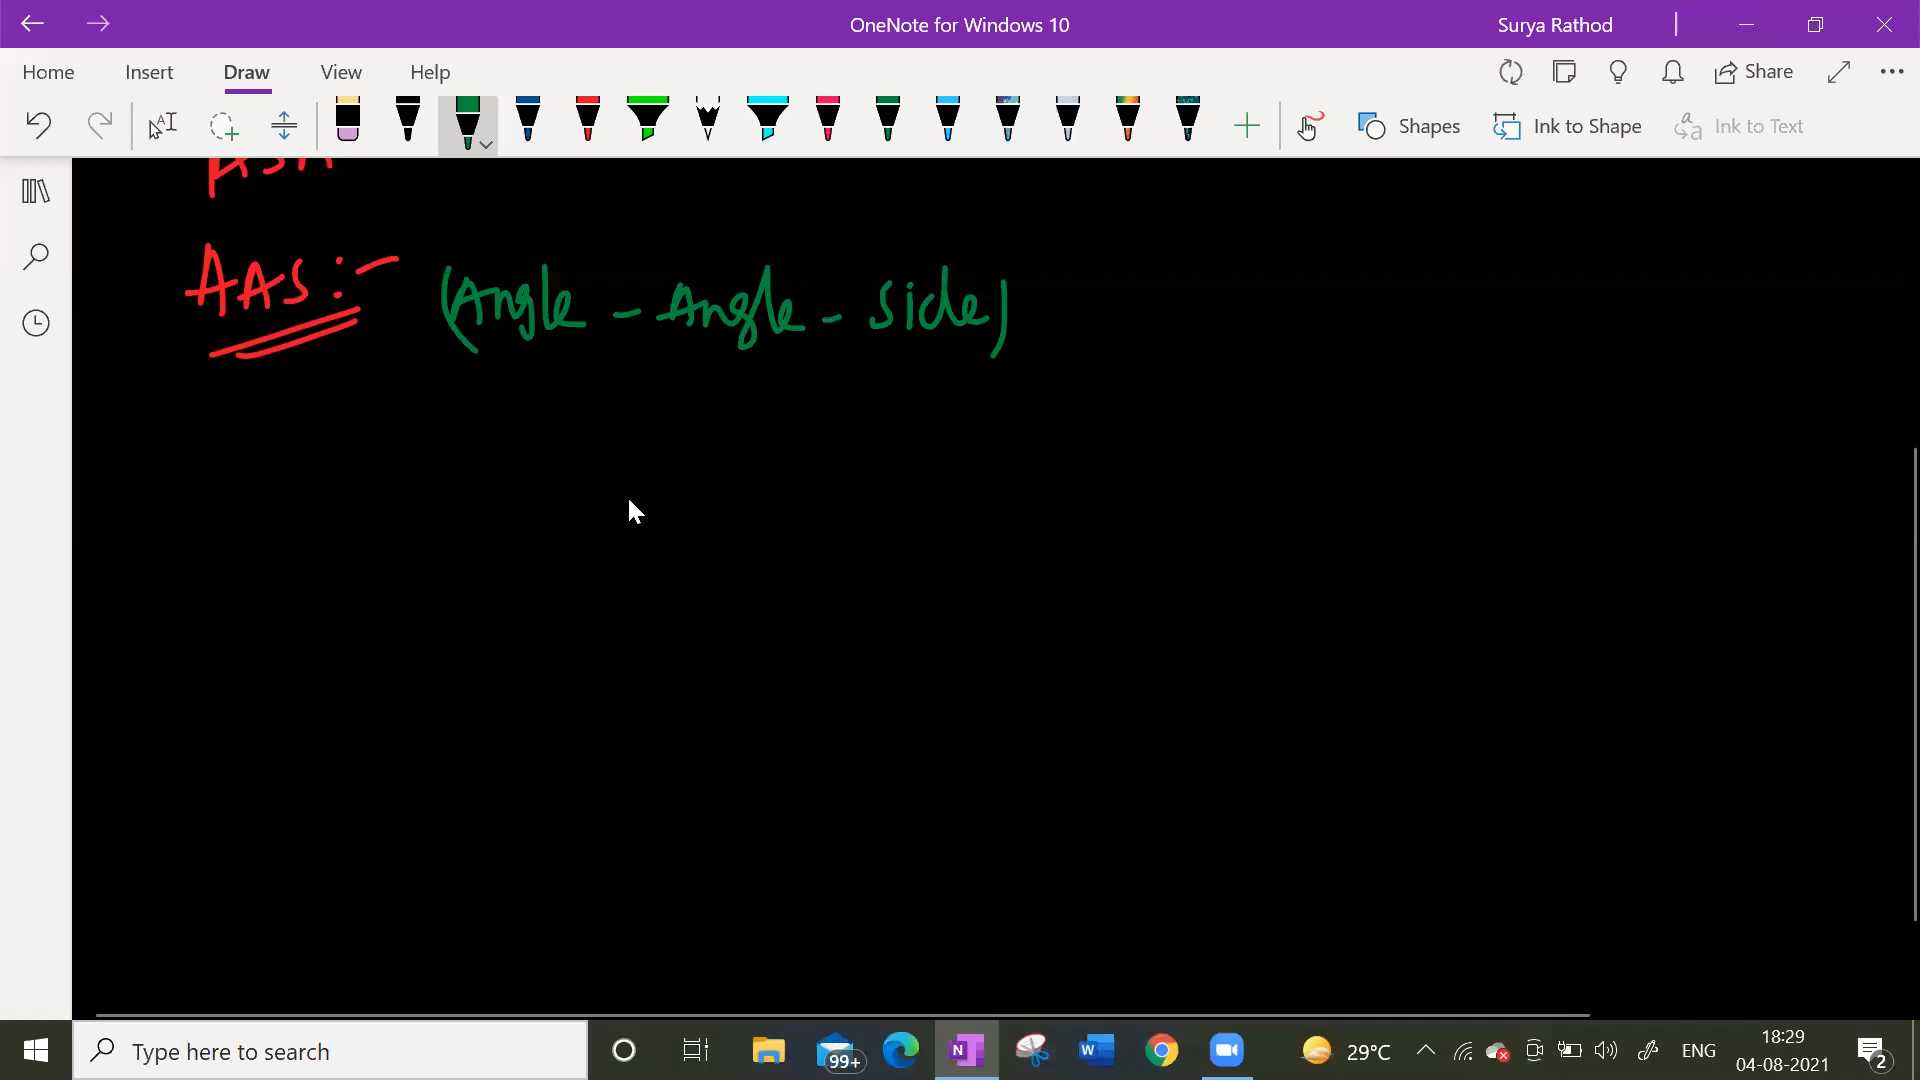 OneNote for Windows 10
Surya Rathod
Home Insert Draw View Help
Share
Shapes Ink to Shape Ink to Text
ASA
AAS:- (Angle - Angle - side)
Type here to search
99+
29°C
ENG
18:29
04-08-2021
2